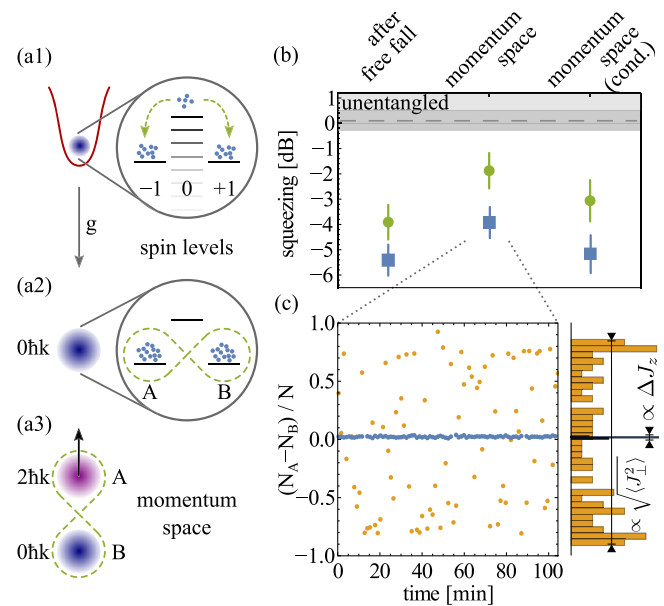 (a1)
−1 0 +1
g
spin levels
(a2)
0ħk
A B
(a3)
2ħk A
momentum
space
0ħk B
(b)
after
free fall
momentum
space
momentum
space
(cond.)
unentangled
squeezing [dB]
1
0
−1
−2
−3
−4
−5
−6
(c)
(N_A−N_B) / N
1.0
0.5
0.0
−0.5
−1.0
0 20 40 60 80 100
time [min]
∝ ΔJ_z
∝ √⟨J_⊥^2⟩